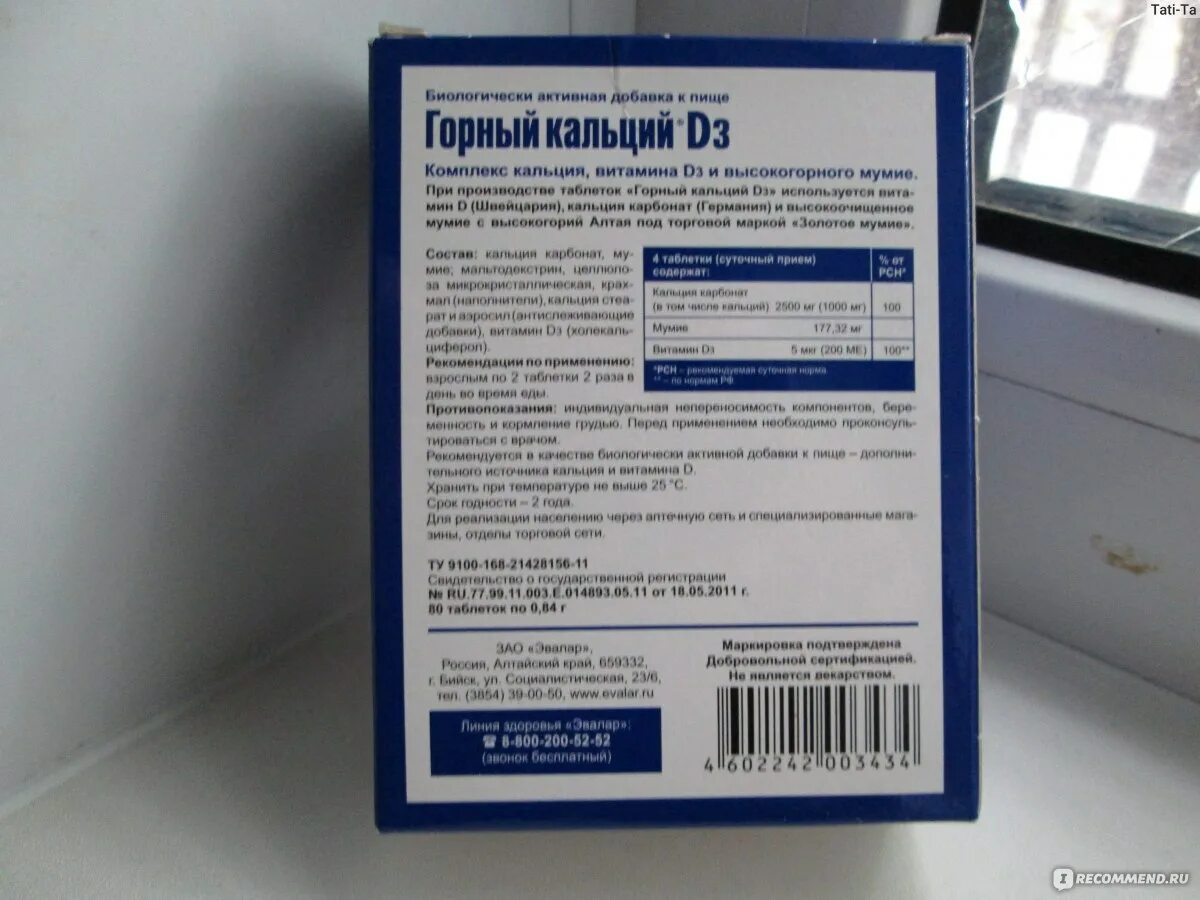 Tati-Ta
Биологически активная добавка к пище
Горный кальций® D3
Комплекс кальция, витамина D3 и высокогорного мумие.
При производстве таблеток «Горный кальций D3» используется вита-
мин D (Швейцария), кальция карбонат (Германия) и высокоочищенное
мумие с высокогорий Алтая под торговой маркой «Золотое мумие».
Состав: кальция карбонат, му-
мие; мальтодекстрин, целлюло-
за микрокристаллическая, крах-
мал (наполнители), кальция стеа-
рат и аэросил (антислеживающие
добавки), витамин D3 (холекаль-
циферол).
Рекомендации по применению:
взрослым по 2 таблетки 2 раза в
день во время еды.
4 таблетки (суточный прием) содержат: % от РСН*
Кальция карбонат
(в том числе кальций) 2500 мг (1000 мг) 100
Мумие 177,32 мг
Витамин D3 5 мкг (200 МЕ) 100**
*РСН – рекомендуемая суточная норма
** – по нормам РФ
Противопоказания: индивидуальная непереносимость компонентов, бере-
менность и кормление грудью. Перед применением необходимо проконсуль-
тироваться с врачом.
Рекомендуется в качестве биологически активной добавки к пище – дополни-
тельного источника кальция и витамина D.
Хранить при температуре не выше 25 °С.
Срок годности – 2 года.
Для реализации населению через аптечную сеть и специализированные мага-
зины, отделы торговой сети.
ТУ 9100-168-21428156-11
Свидетельство о государственной регистрации
№ RU.77.99.11.003.Е.014893.05.11 от 18.05.2011 г.
80 таблеток по 0,84 г
ЗАО «Эвалар»,
Россия, Алтайский край, 659332,
г. Бийск, ул. Социалистическая, 23/6,
тел. (3854) 39-00-50, www.evalar.ru
Линия здоровья «Эвалар»:
☎ 8-800-200-52-52
(звонок бесплатный)
Маркировка подтверждена
Добровольной сертификацией.
Не является лекарством.
4 602242 003434
IRECOMMEND.RU